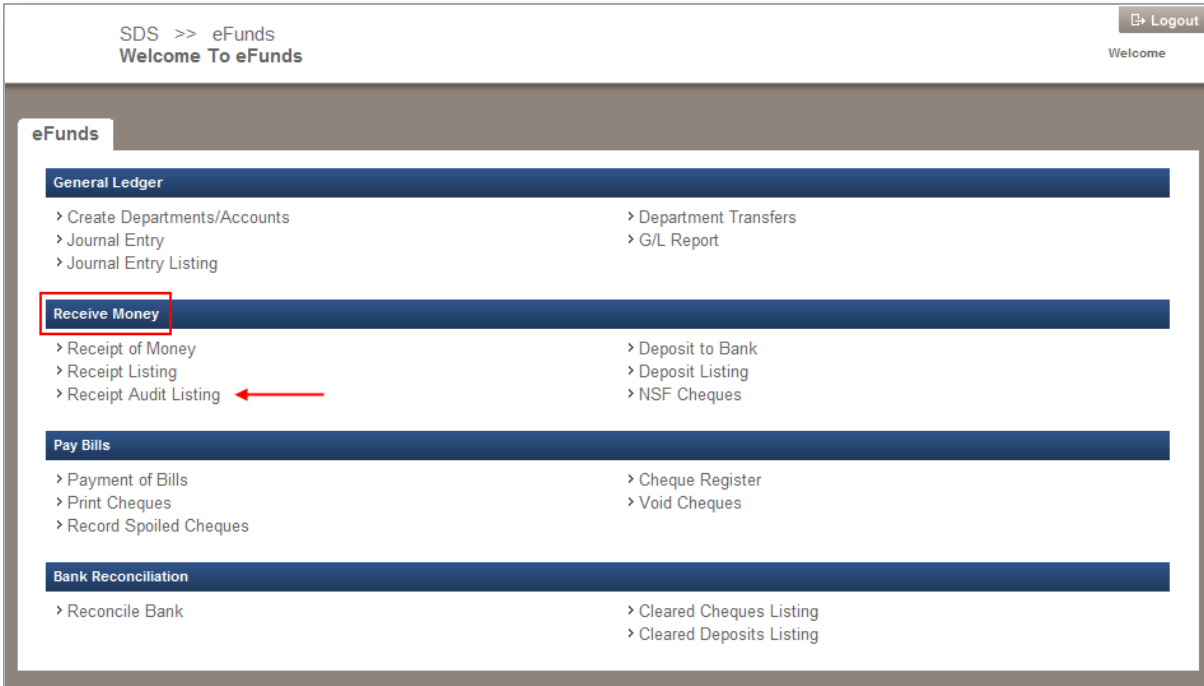 SDS >> eFunds
Welcome To eFunds
Logout
Welcome
eFunds
General Ledger
> Create Departments/Accounts
> Journal Entry
> Journal Entry Listing
> Department Transfers
> G/L Report
Receive Money
> Receipt of Money
> Receipt Listing
> Receipt Audit Listing
> Deposit to Bank
> Deposit Listing
> NSF Cheques
Pay Bills
> Payment of Bills
> Print Cheques
> Record Spoiled Cheques
> Cheque Register
> Void Cheques
Bank Reconciliation
> Reconcile Bank
> Cleared Cheques Listing
> Cleared Deposits Listing